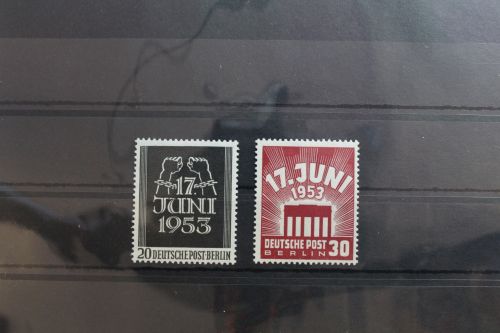 17.
JUNI
1953
20 DEUTSCHE POST BERLIN
17. JUNI
1953
DEUTSCHE POST
BERLIN 30